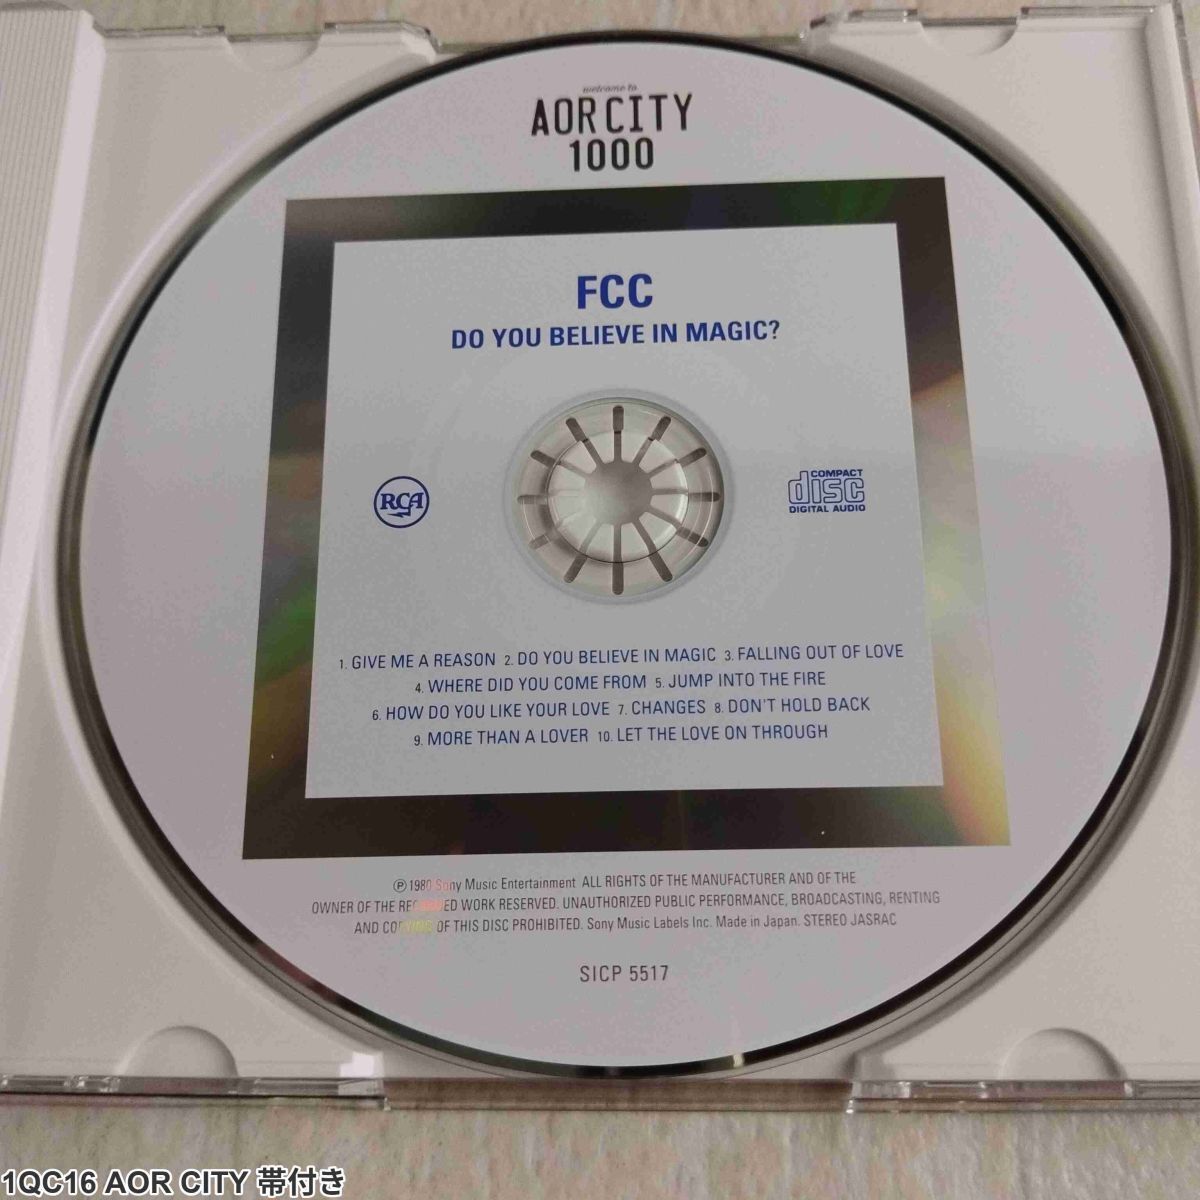 welcome to
AOR CITY
1000
FCC
DO YOU BELIEVE IN MAGIC?
RCA
COMPACT
disc
DIGITAL AUDIO
1. GIVE ME A REASON 2. DO YOU BELIEVE IN MAGIC 3. FALLING OUT OF LOVE
4. WHERE DID YOU COME FROM 5. JUMP INTO THE FIRE
6. HOW DO YOU LIKE YOUR LOVE 7. CHANGES 8. DON'T HOLD BACK
9. MORE THAN A LOVER 10. LET THE LOVE ON THROUGH
℗ 1980 Sony Music Entertainment ALL RIGHTS OF THE MANUFACTURER AND OF THE
OWNER OF THE RECORDED WORK RESERVED. UNAUTHORIZED PUBLIC PERFORMANCE, BROADCASTING, RENTING
AND COPYING OF THIS DISC PROHIBITED. Sony Music Labels Inc. Made in Japan. STEREO JASRAC
SICP 5517
1QC16 AOR CITY 帯付き